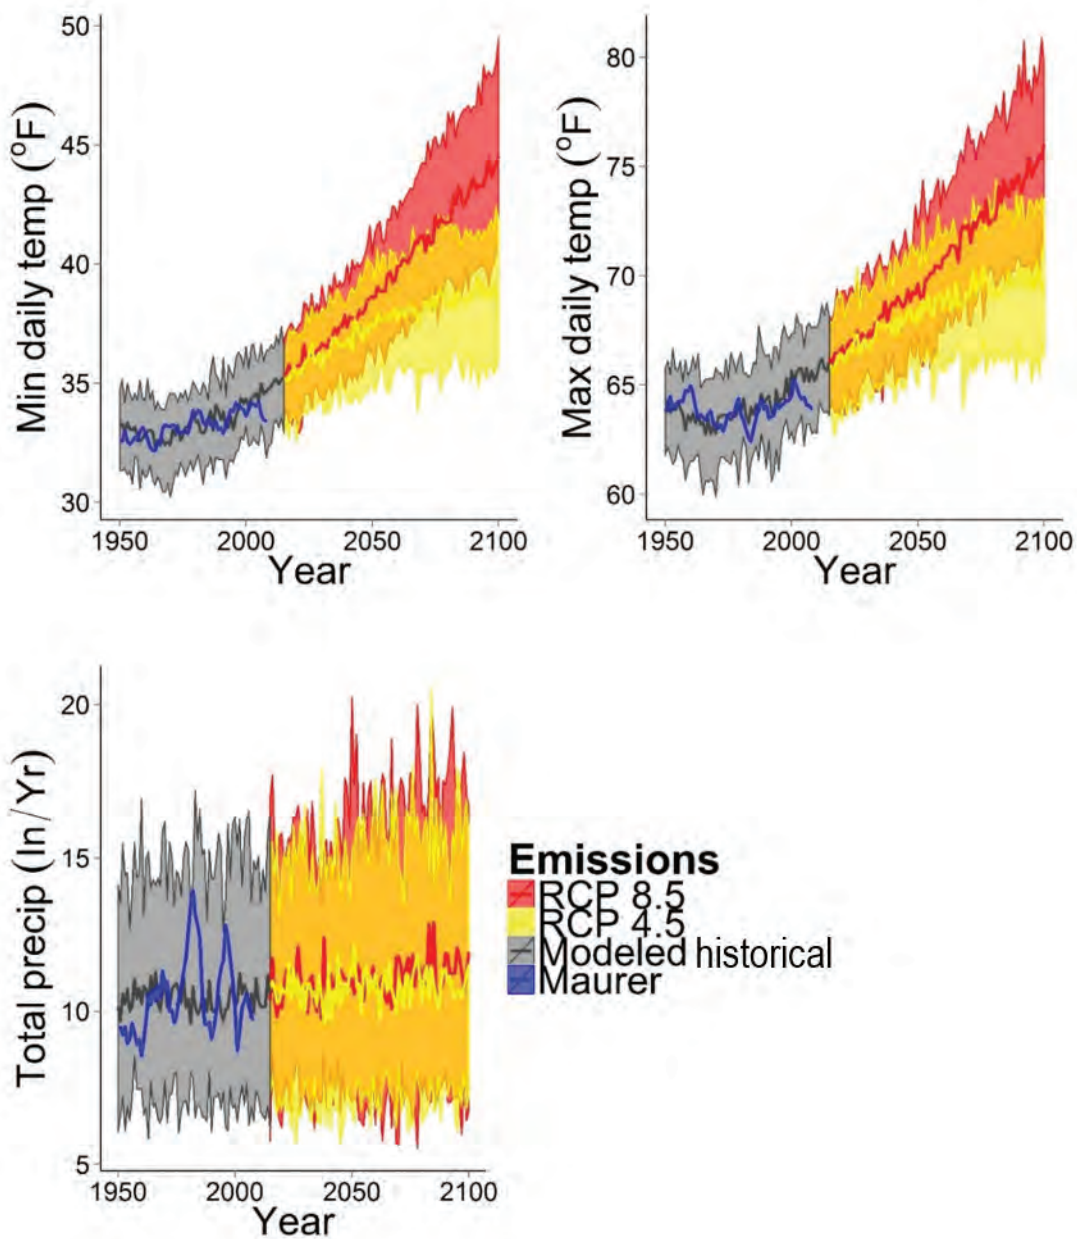 50
45
40
35
30
Min daily temp (°F)
1950 2000 2050 2100
Year
80
75
70
65
60
Max daily temp (°F)
1950 2000 2050 2100
Year
20
15
10
5
Total precip (In/Yr)
1950 2000 2050 2100
Year
Emissions
RCP 8.5
RCP 4.5
Modeled historical
Maurer